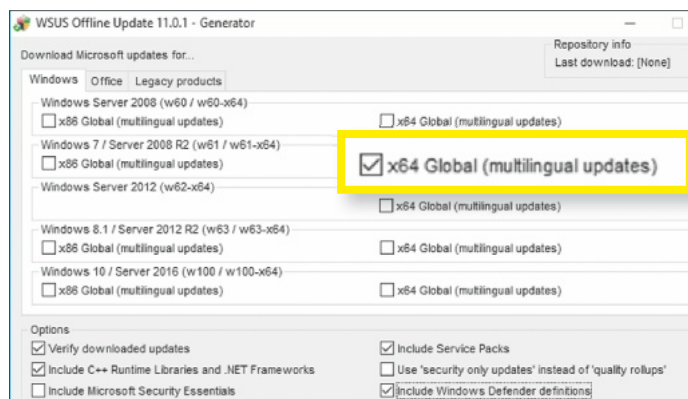 WSUS Offline Update 11.0.1 - Generator
Download Microsoft updates for...
Repository info
Last download: [None]
Windows Office Legacy products
Windows Server 2008 (w60 / w60-x64)
x86 Global (multilingual updates) x64 Global (multilingual updates)
Windows 7 / Server 2008 R2 (w61 / w61-x64)
x86 Global (multilingual updates) x64 Global (multilingual updates)
Windows Server 2012 (w62-x64)
x64 Global (multilingual updates)
Windows 8.1 / Server 2012 R2 (w63 / w63-x64)
x86 Global (multilingual updates) x64 Global (multilingual updates)
Windows 10 / Server 2016 (w100 / w100-x64)
x86 Global (multilingual updates) x64 Global (multilingual updates)
Options
Verify downloaded updates Include Service Packs
Include C++ Runtime Libraries and .NET Frameworks Use 'security only updates' instead of 'quality rollups'
Include Microsoft Security Essentials Include Windows Defender definitions